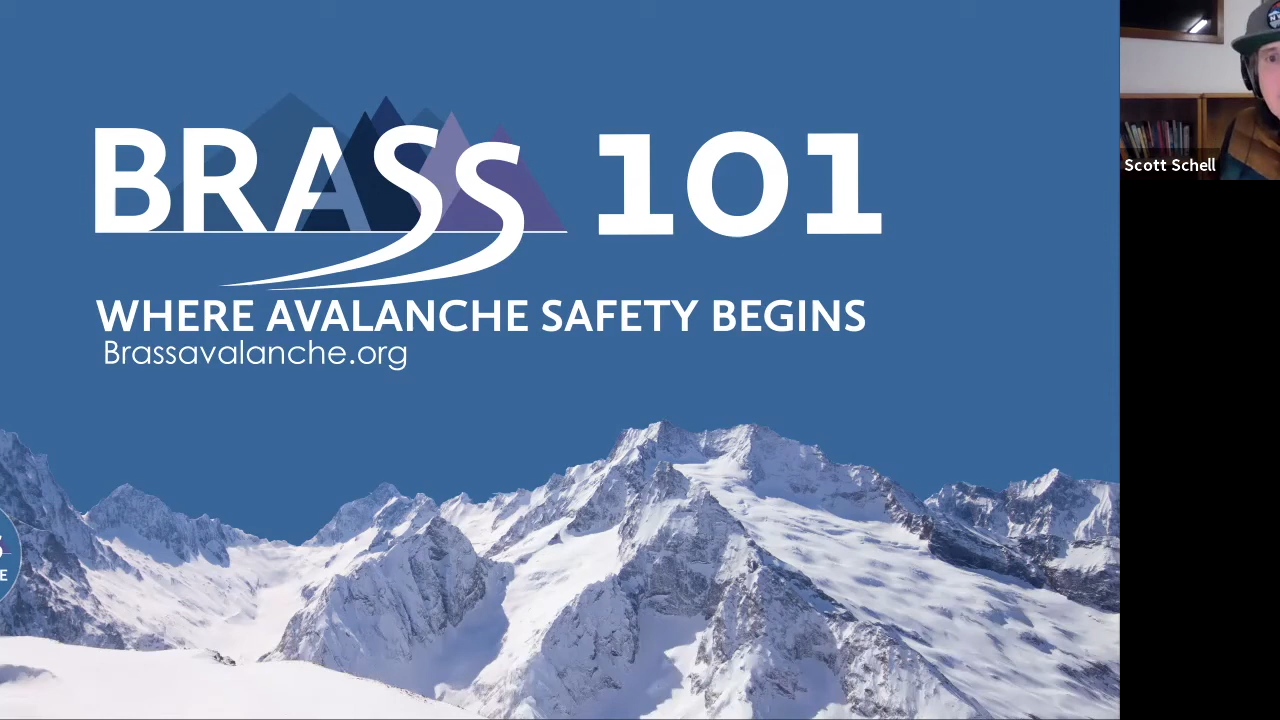 BRASS 101
WHERE AVALANCHE SAFETY BEGINS
Brassavalanche.org
Scott Schell